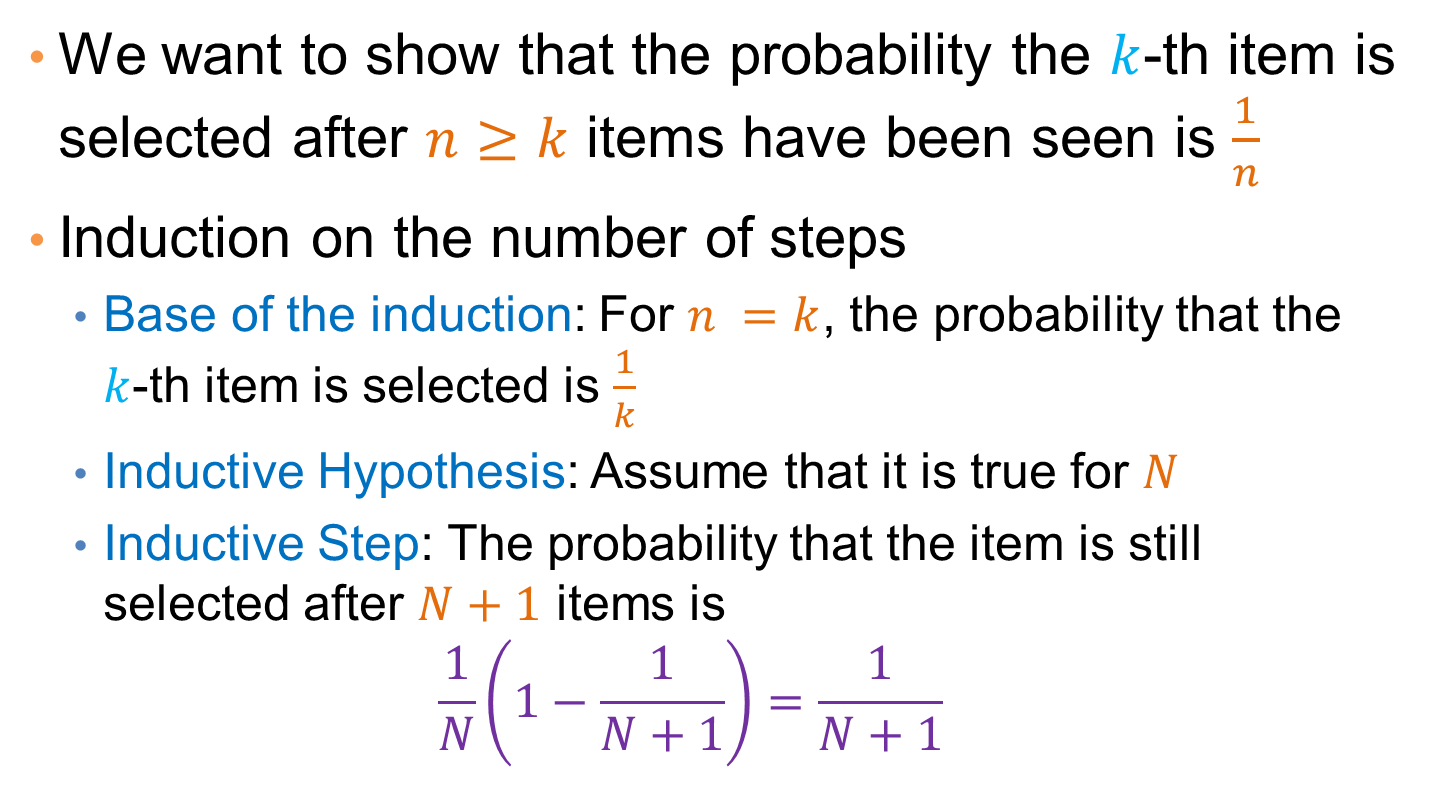 • We want to show that the probability the k-th item is
selected after n ≥ k items have been seen is 1/n
• Induction on the number of steps
• Base of the induction: For n = k, the probability that the
k-th item is selected is 1/k
• Inductive Hypothesis: Assume that it is true for N
• Inductive Step: The probability that the item is still
selected after N + 1 items is
1/N (1 − 1/(N + 1)) = 1/(N + 1)